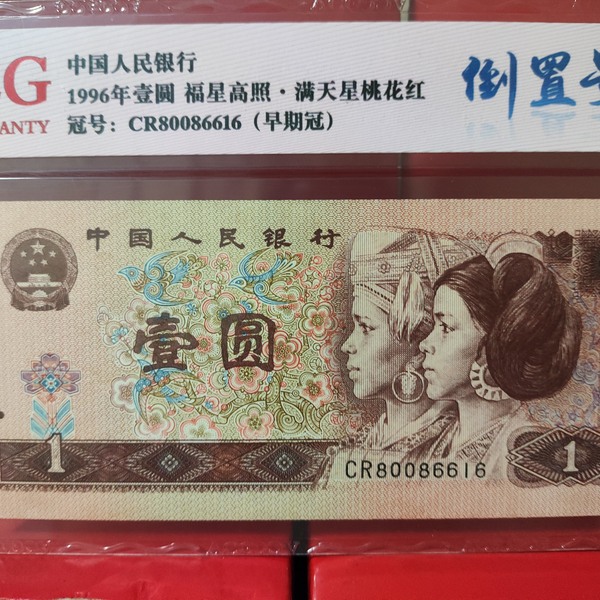 G
ANTY
中国人民银行
1996年壹圆 福星高照·满天星桃花红
冠号：CR80086616（早期冠）
倒置号
中国人民银行
壹圆
1
CR80086616
1